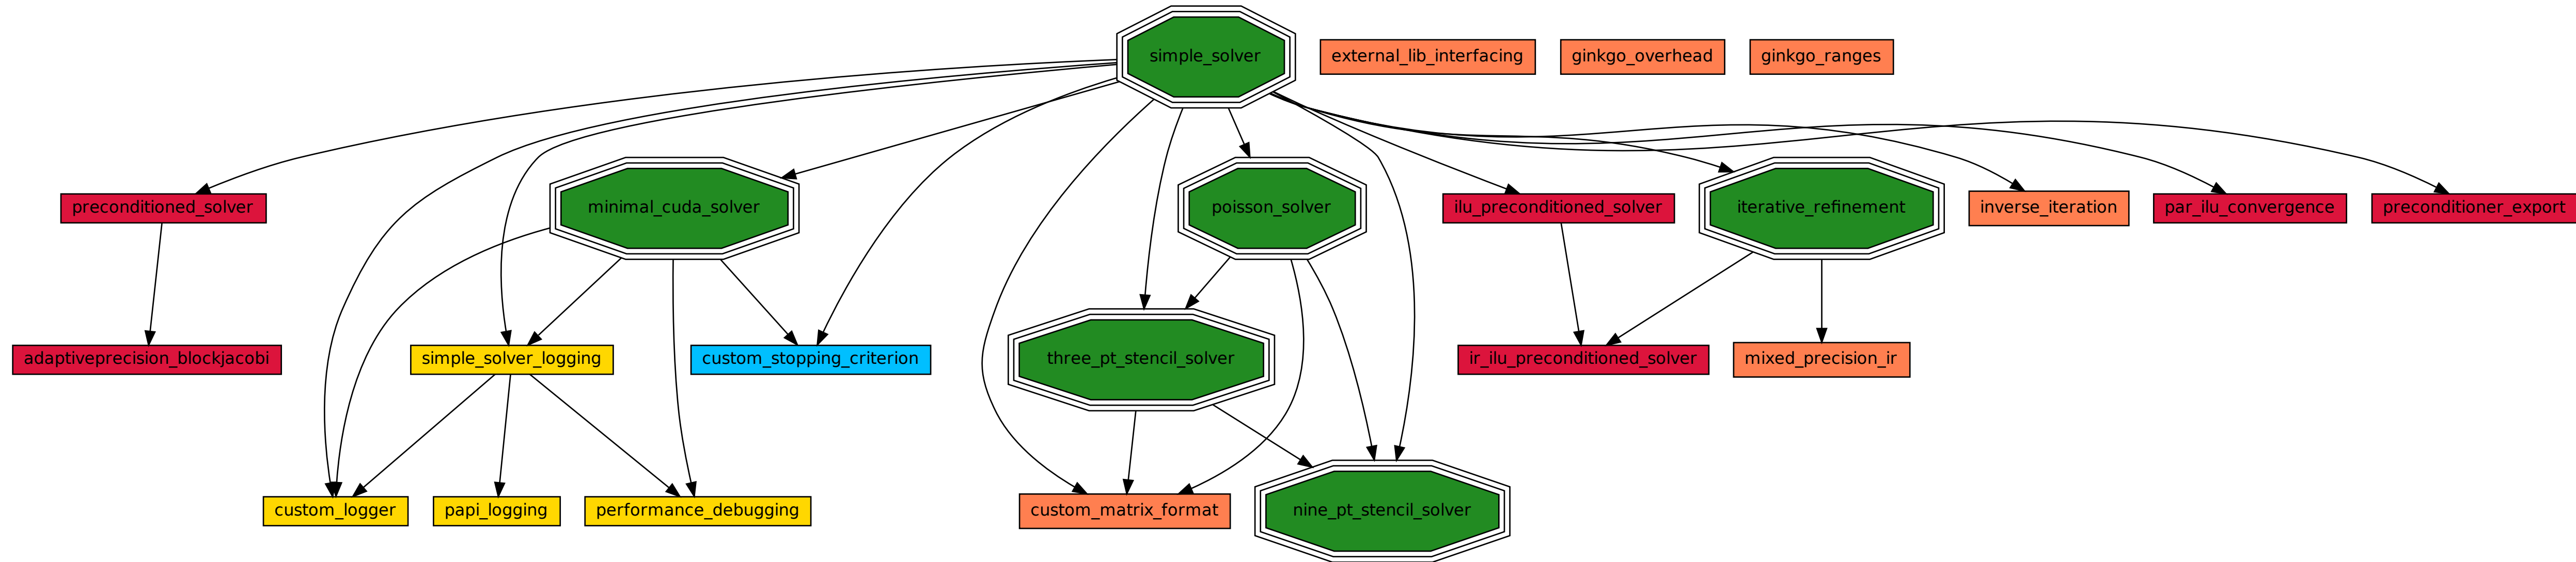 simple_solver
external_lib_interfacing
ginkgo_overhead
ginkgo_ranges
preconditioned_solver
minimal_cuda_solver
poisson_solver
ilu_preconditioned_solver
iterative_refinement
inverse_iteration
par_ilu_convergence
preconditioner_export
adaptiveprecision_blockjacobi
simple_solver_logging
custom_stopping_criterion
three_pt_stencil_solver
ir_ilu_preconditioned_solver
mixed_precision_ir
custom_logger
papi_logging
performance_debugging
custom_matrix_format
nine_pt_stencil_solver